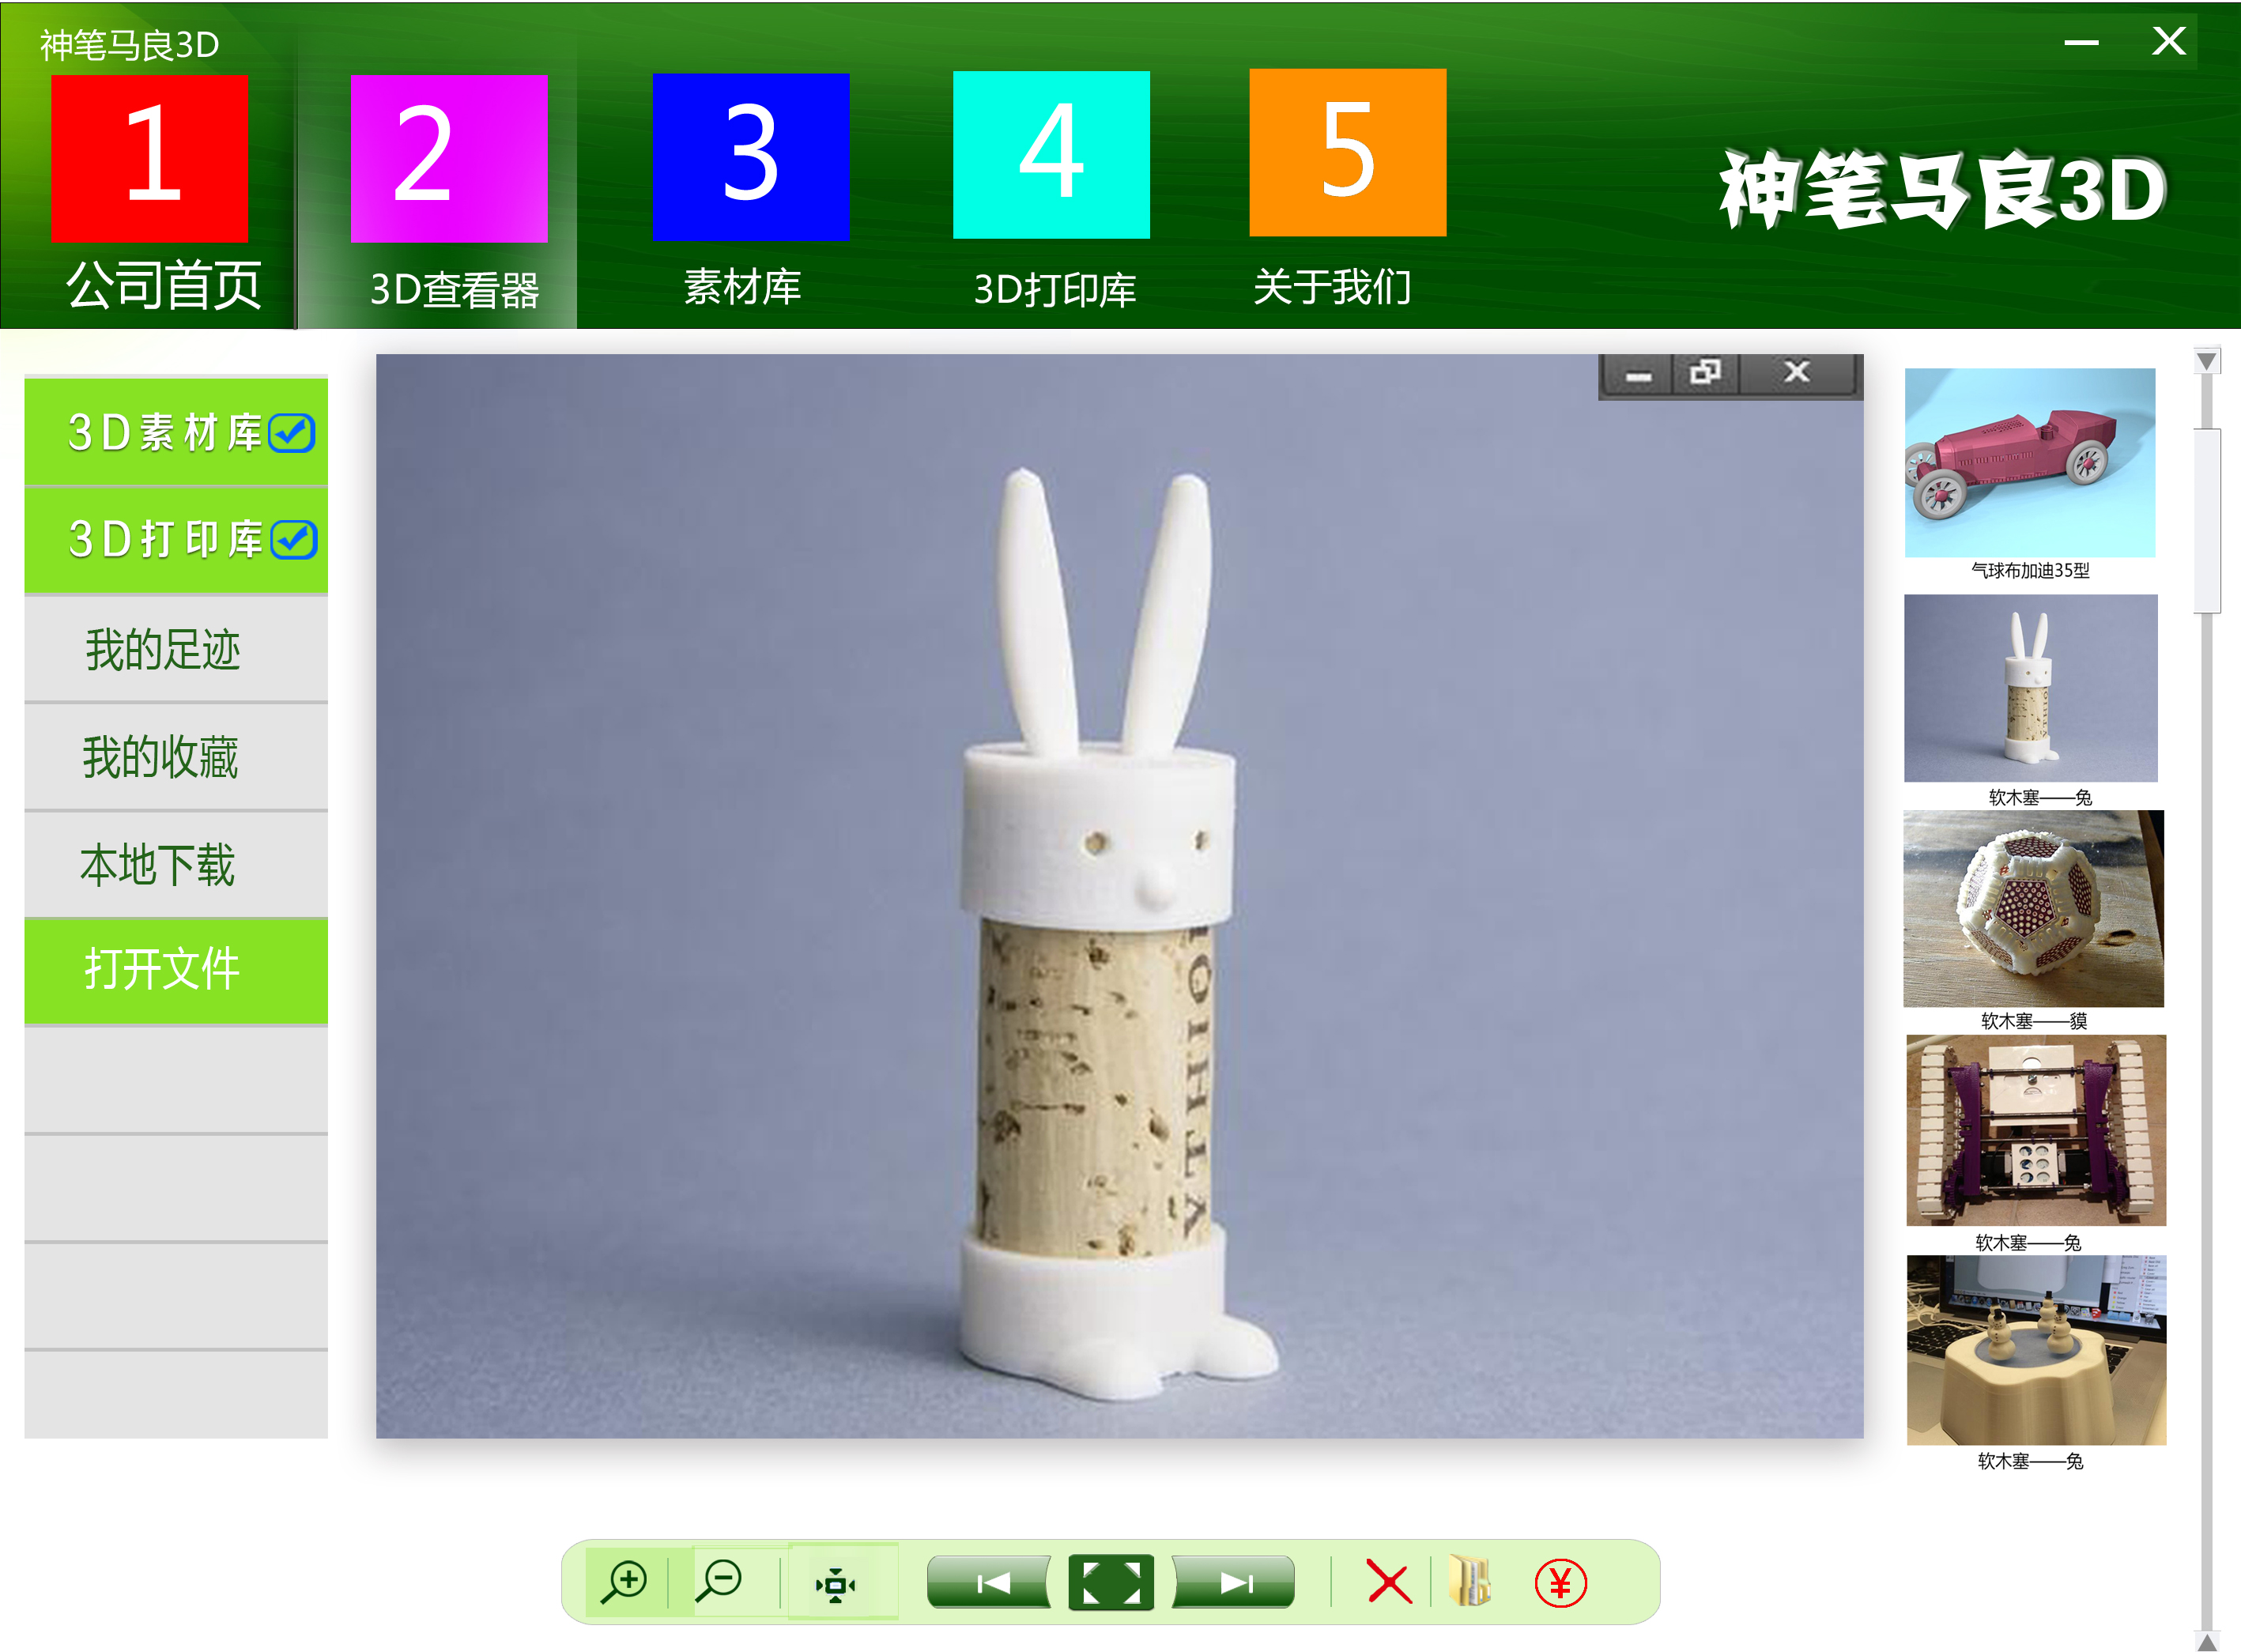 神笔马良3D
1
2
3
4
5
神笔马良3D
公司首页
3D查看器
素材库
3D打印库
关于我们
3D素材库
3D打印库
我的足迹
我的收藏
本地下载
打开文件
气球布加迪35型
软木塞——兔
软木塞——貘
软木塞——兔
软木塞——兔
¥